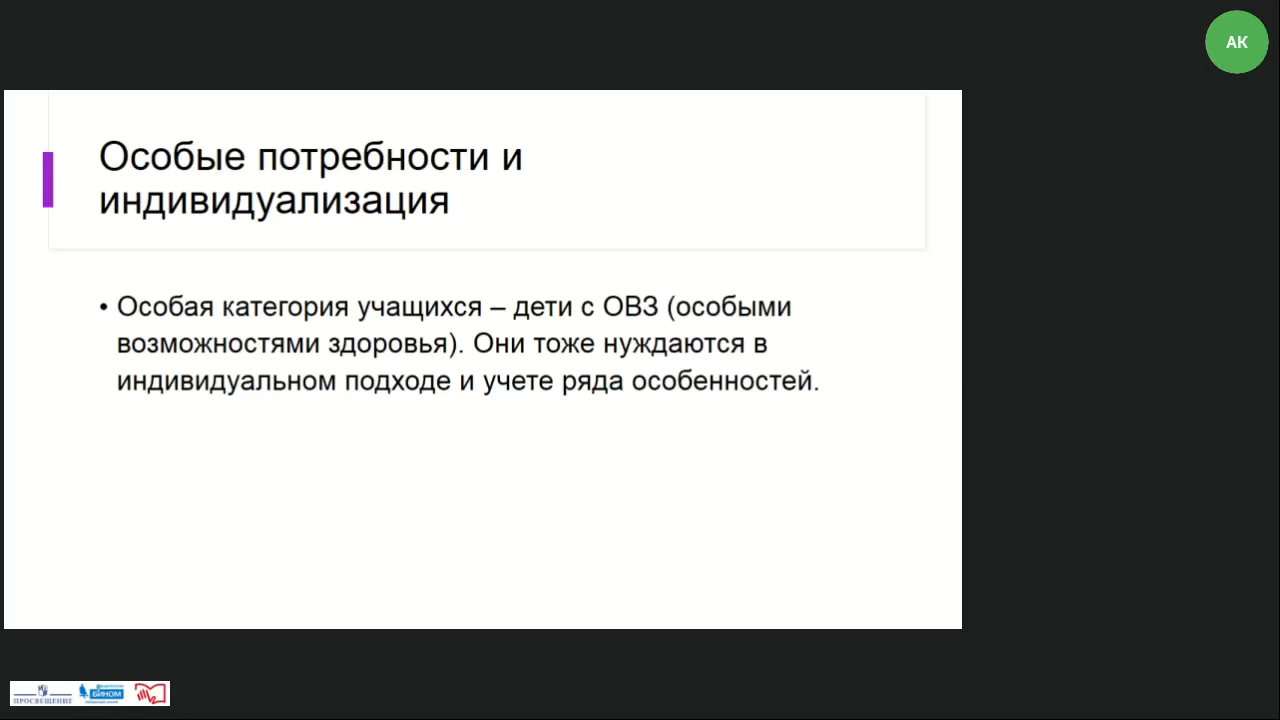 АК
Особые потребности и
индивидуализация
• Особая категория учащихся – дети с ОВЗ (особыми
возможностями здоровья). Они тоже нуждаются в
индивидуальном подходе и учете ряда особенностей.
ПРОСВЕЩЕНИЕ
БИНОМ